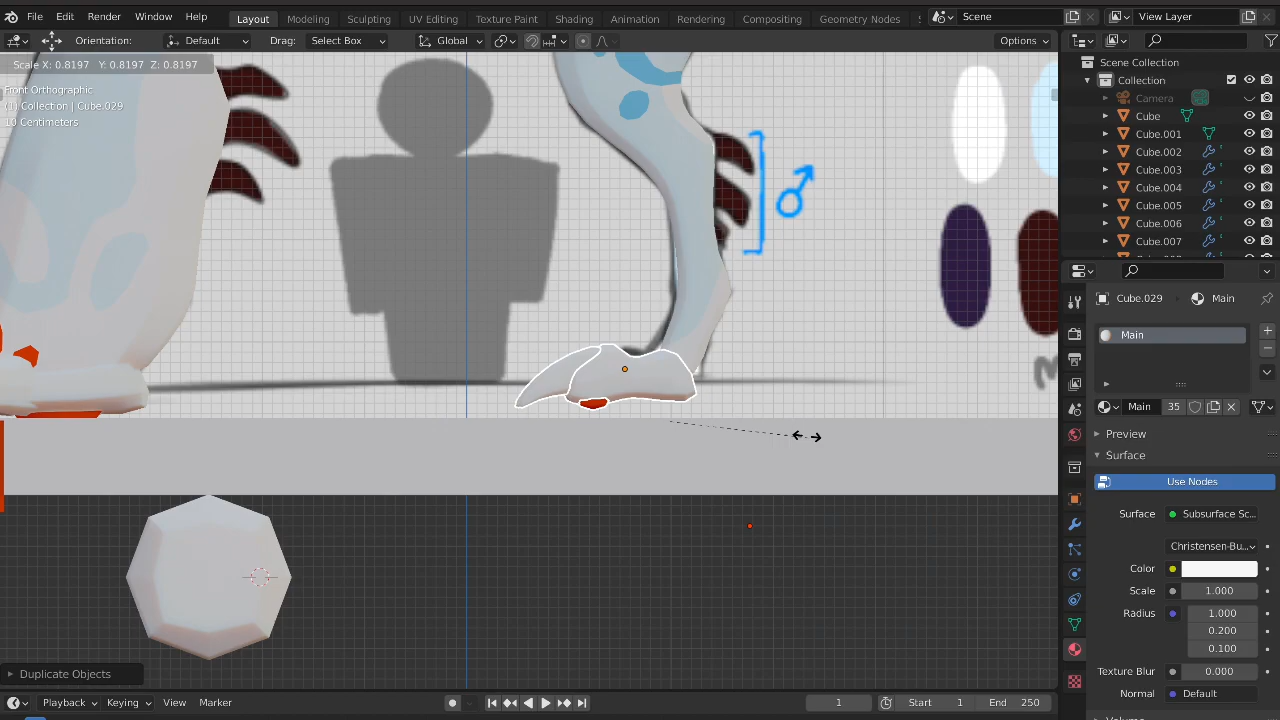 File Edit Render Window Help Layout Modeling Sculpting UV Editing Texture Paint Shading Animation Rendering Compositing Geometry Nodes Scene View Layer
Orientation: Default Drag: Select Box Global Options
Scale X: 0.8197 Y: 0.8197 Z: 0.8197
Front Orthographic
(1) Collection | Cube.029
10 Centimeters
Scene Collection
Collection
Camera
Cube
Cube.001
Cube.002
Cube.003
Cube.004
Cube.005
Cube.006
Cube.007
Cube.029 Main
Main
Main 35
Preview
Surface
Use Nodes
Surface Subsurface Sc...
Christensen-Bu...
Color
Scale 1.000
Radius 1.000
0.200
0.100
Texture Blur 0.000
Normal Default
Duplicate Objects
Playback Keying View Marker 1 Start 1 End 250